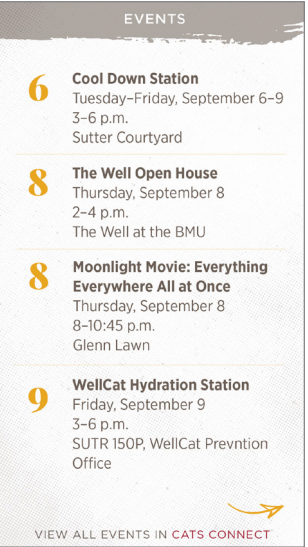 EVENTS
6
Cool Down Station
Tuesday–Friday, September 6–9
3–6 p.m.
Sutter Courtyard
8
The Well Open House
Thursday, September 8
2–4 p.m.
The Well at the BMU
8
Moonlight Movie: Everything
Everywhere All at Once
Thursday, September 8
8–10:45 p.m.
Glenn Lawn
9
WellCat Hydration Station
Friday, September 9
3–6 p.m.
SUTR 150P, WellCat Prevntion
Office
VIEW ALL EVENTS IN CATS CONNECT